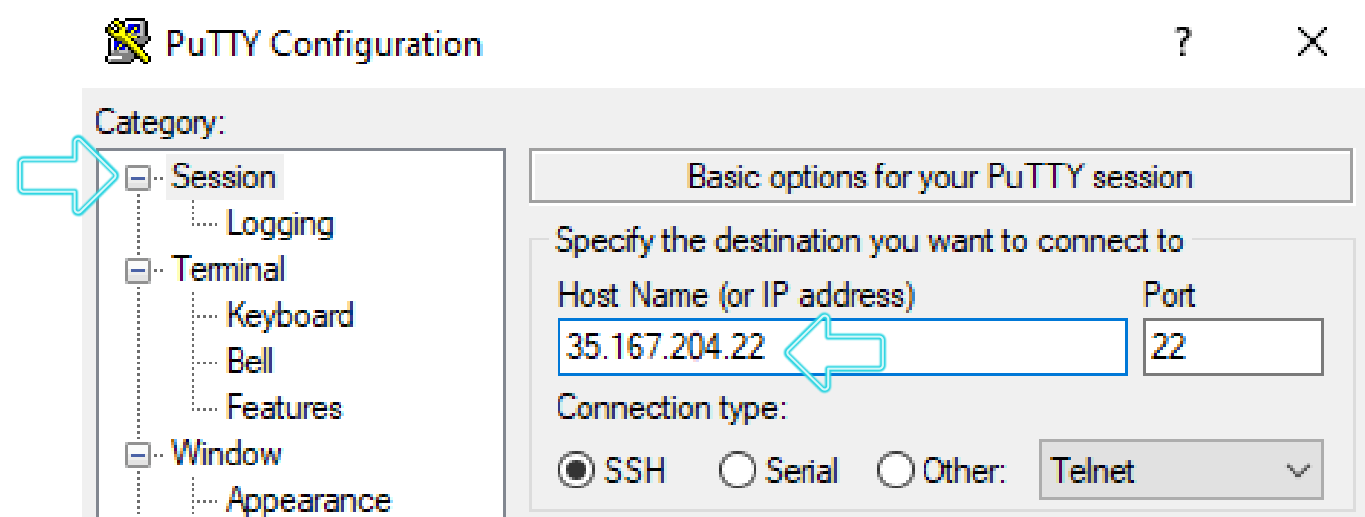 PuTTY Configuration ?
Category:
Session
Logging
Terminal
Keyboard
Bell
Features
Window
Appearance
Basic options for your PuTTY session
Specify the destination you want to connect to
Host Name (or IP address) Port
35.167.204.22 22
Connection type:
SSH Serial Other: Telnet